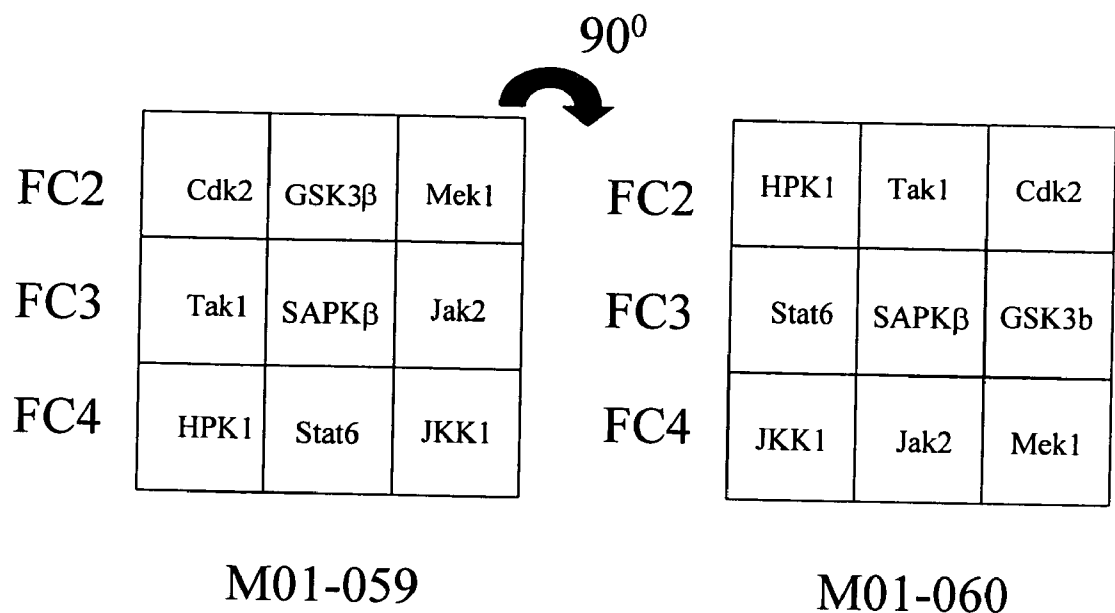 90⁰
FC2 Cdk2 GSK3β Mek1
FC3 Tak1 SAPKβ Jak2
FC4 HPK1 Stat6 JKK1
M01-059
FC2 HPK1 Tak1 Cdk2
FC3 Stat6 SAPKβ GSK3b
FC4 JKK1 Jak2 Mek1
M01-060